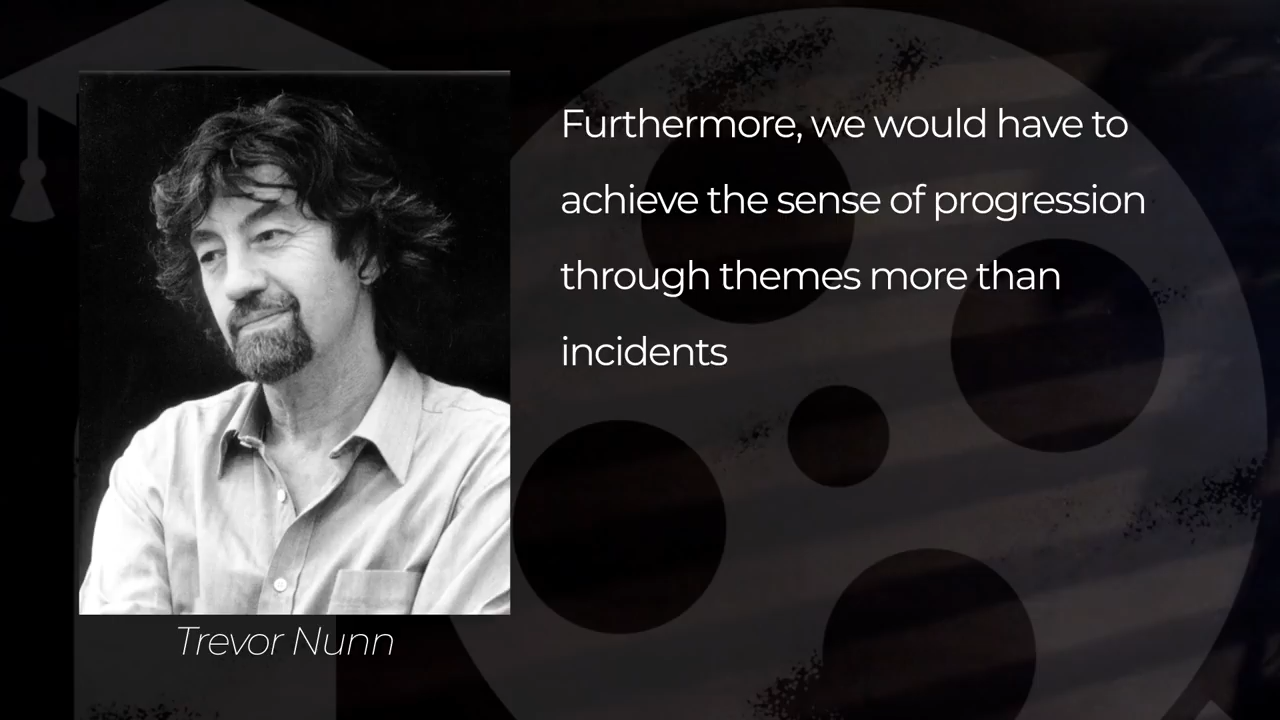 Furthermore, we would have to
achieve the sense of progression
through themes more than
incidents
Trevor Nunn